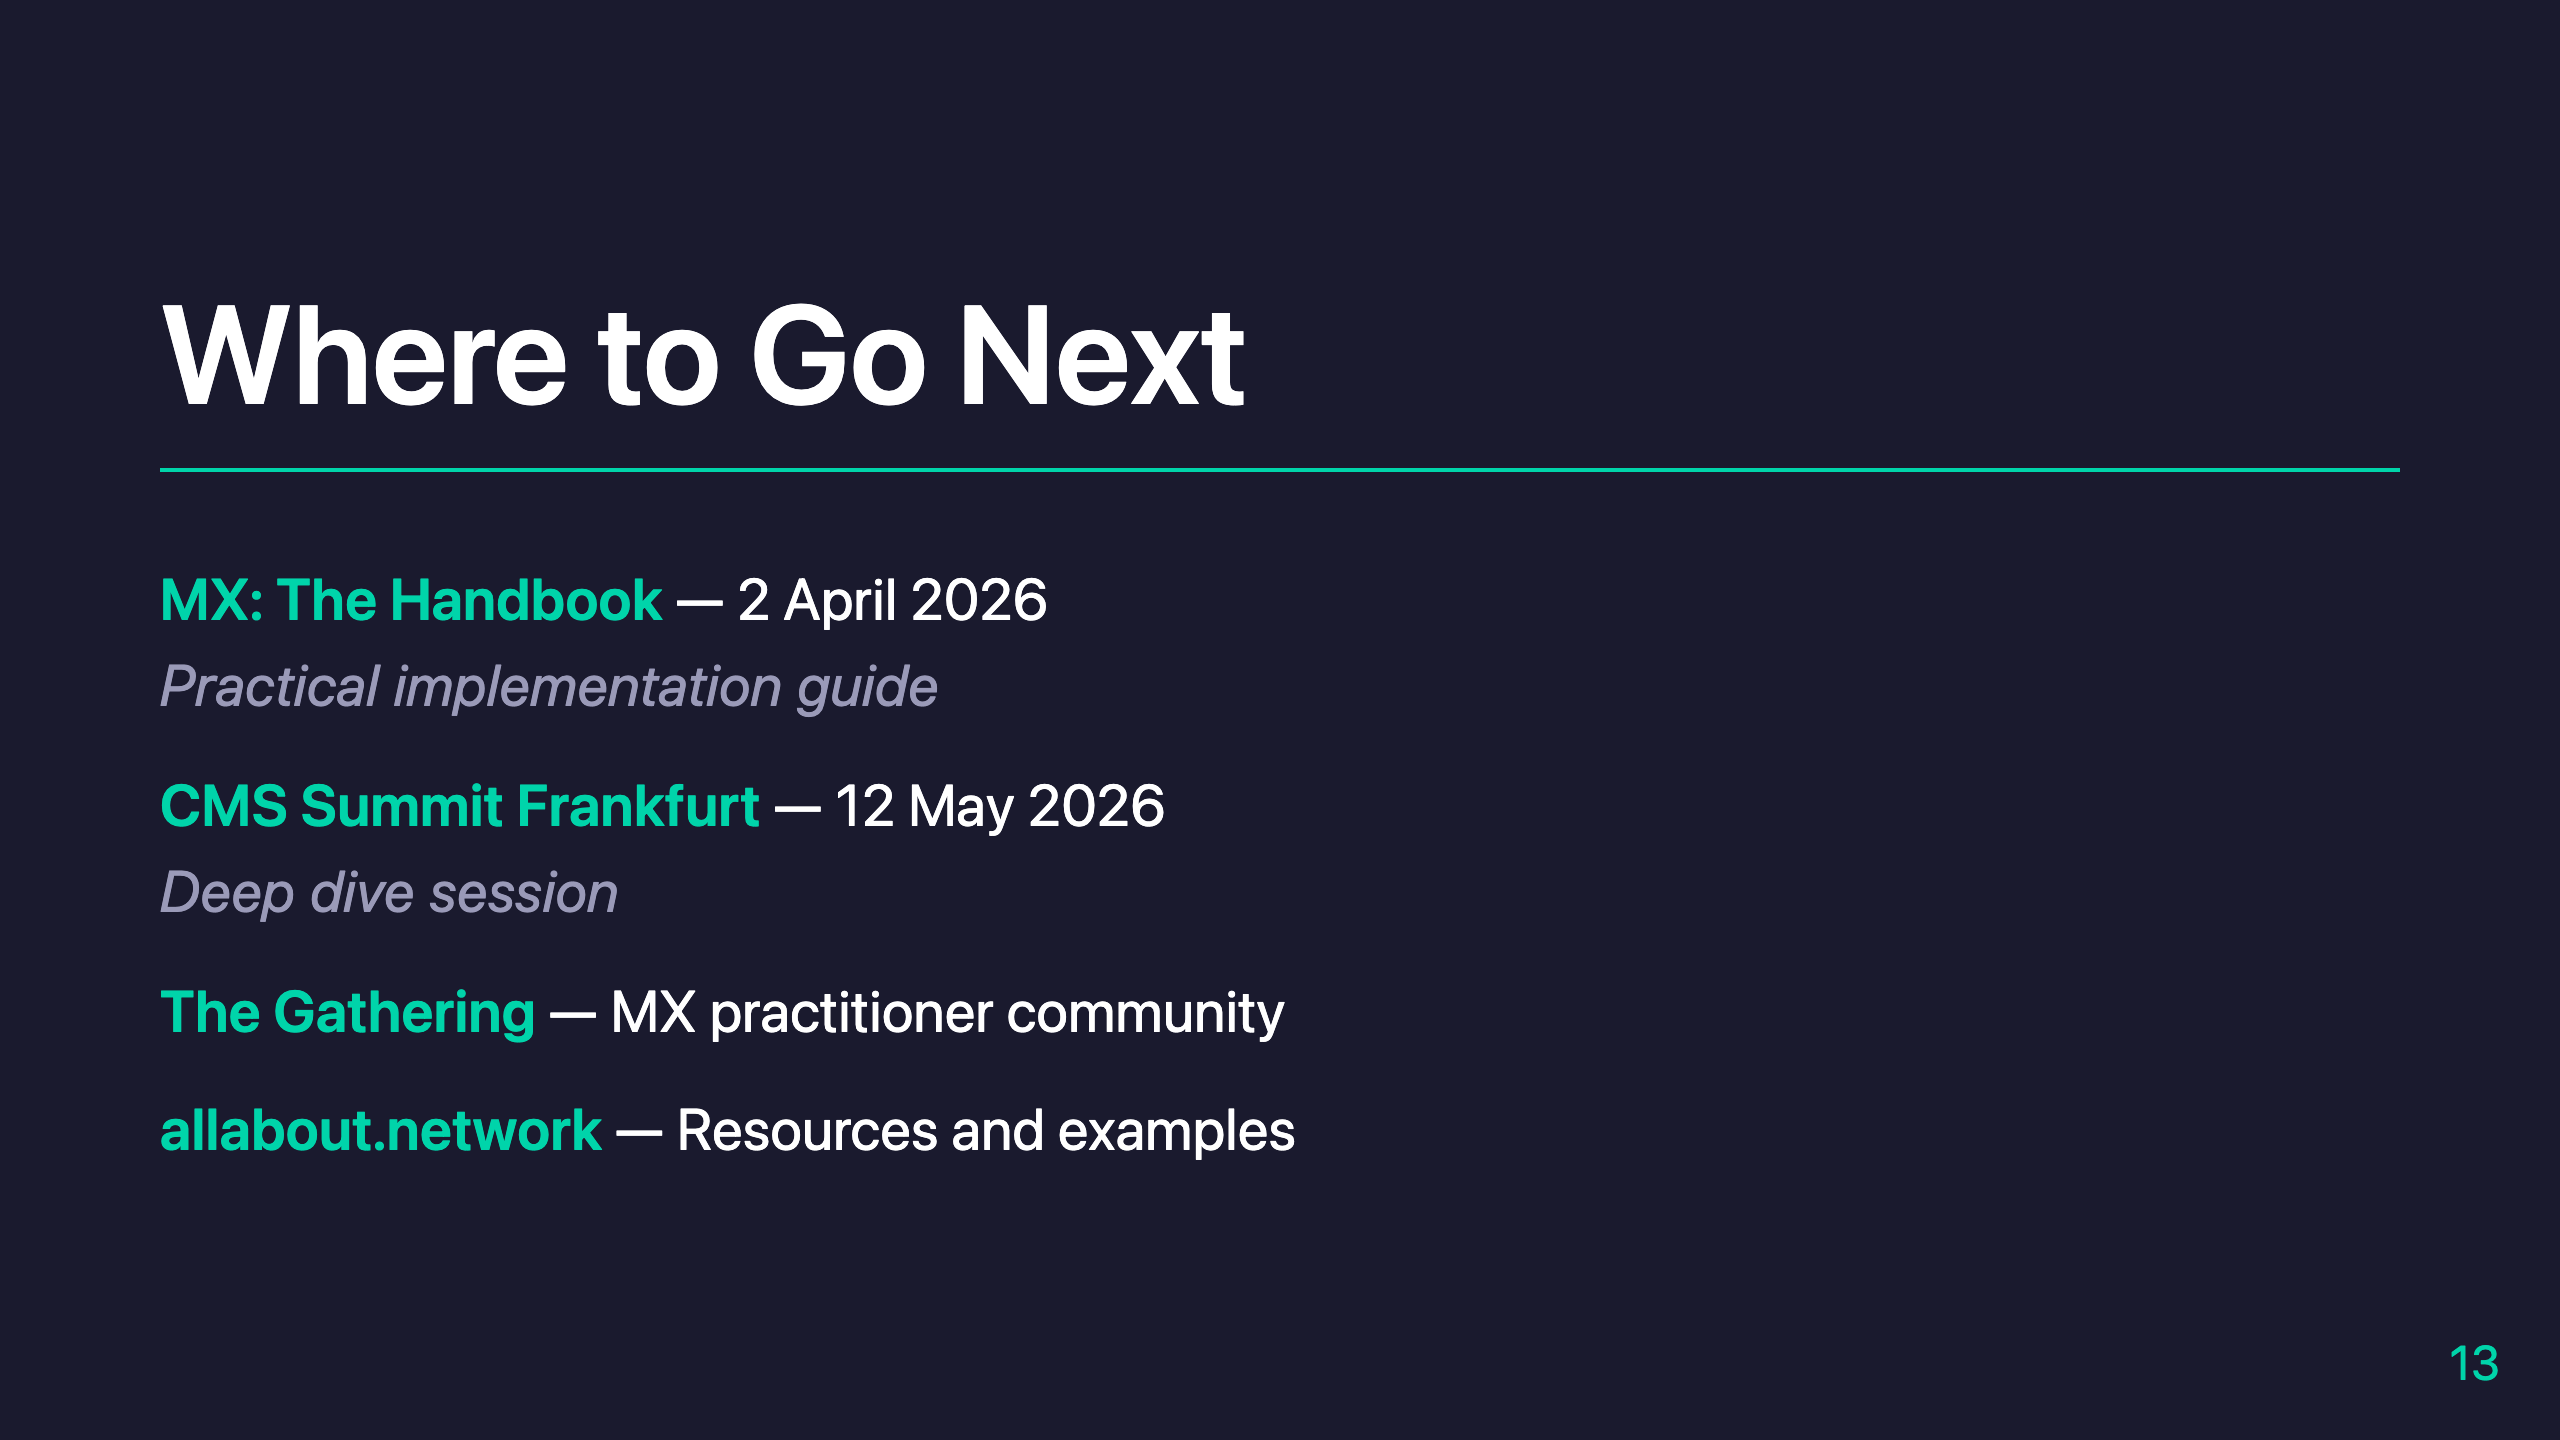 Where to Go Next
MX: The Handbook — 2 April 2026
Practical implementation guide
CMS Summit Frankfurt — 12 May 2026
Deep dive session
The Gathering — MX practitioner community
allabout.network — Resources and examples
13